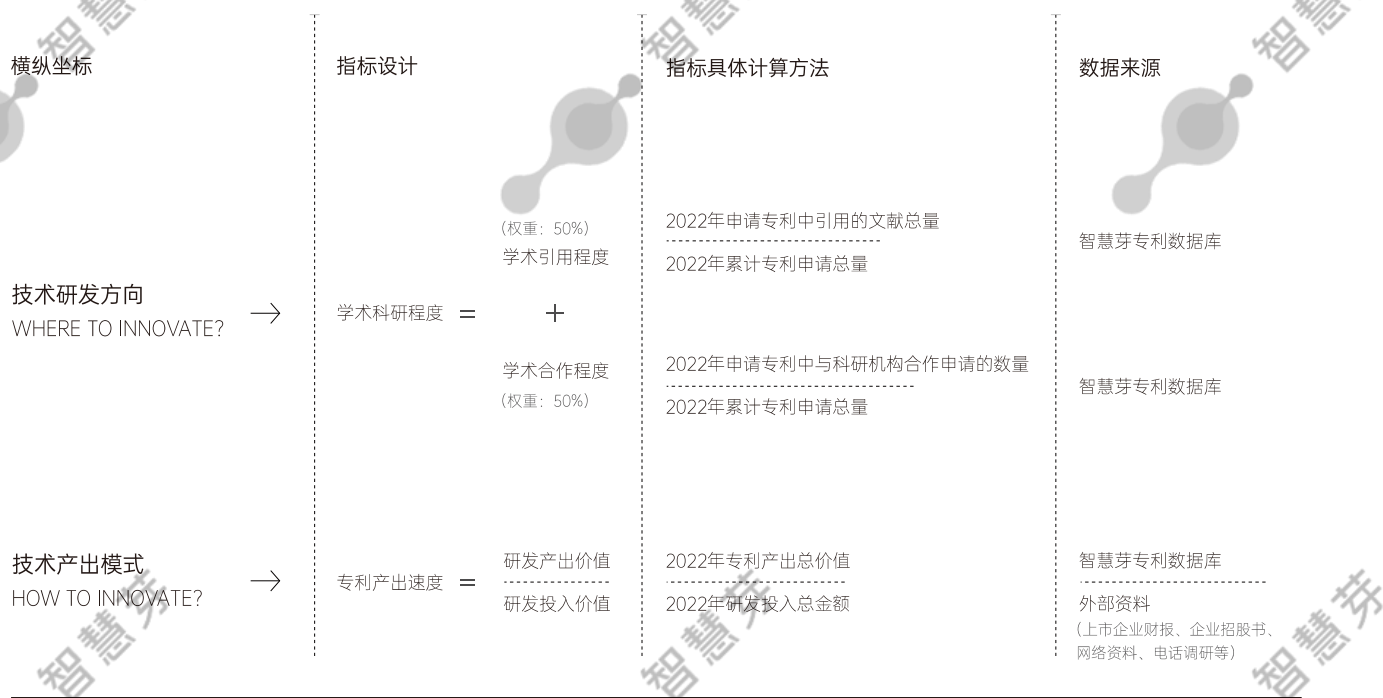 横纵坐标
指标设计
指标具体计算方法
数据来源
技术研发方向
WHERE TO INNOVATE?
→
学术科研程度 =
(权重：50%)
学术引用程度
+
学术合作程度
(权重：50%)
2022年申请专利中引用的文献总量
2022年累计专利申请总量
智慧芽专利数据库
2022年申请专利中与科研机构合作申请的数量
2022年累计专利申请总量
智慧芽专利数据库
技术产出模式
HOW TO INNOVATE?
→
专利产出速度 =
研发产出价值
研发投入价值
2022年专利产出总价值
2022年研发投入总金额
智慧芽专利数据库
外部资料
(上市企业财报、企业招股书、
网络资料、电话调研等)
智慧
智慧
智慧
智慧芽
智慧芽
智慧芽